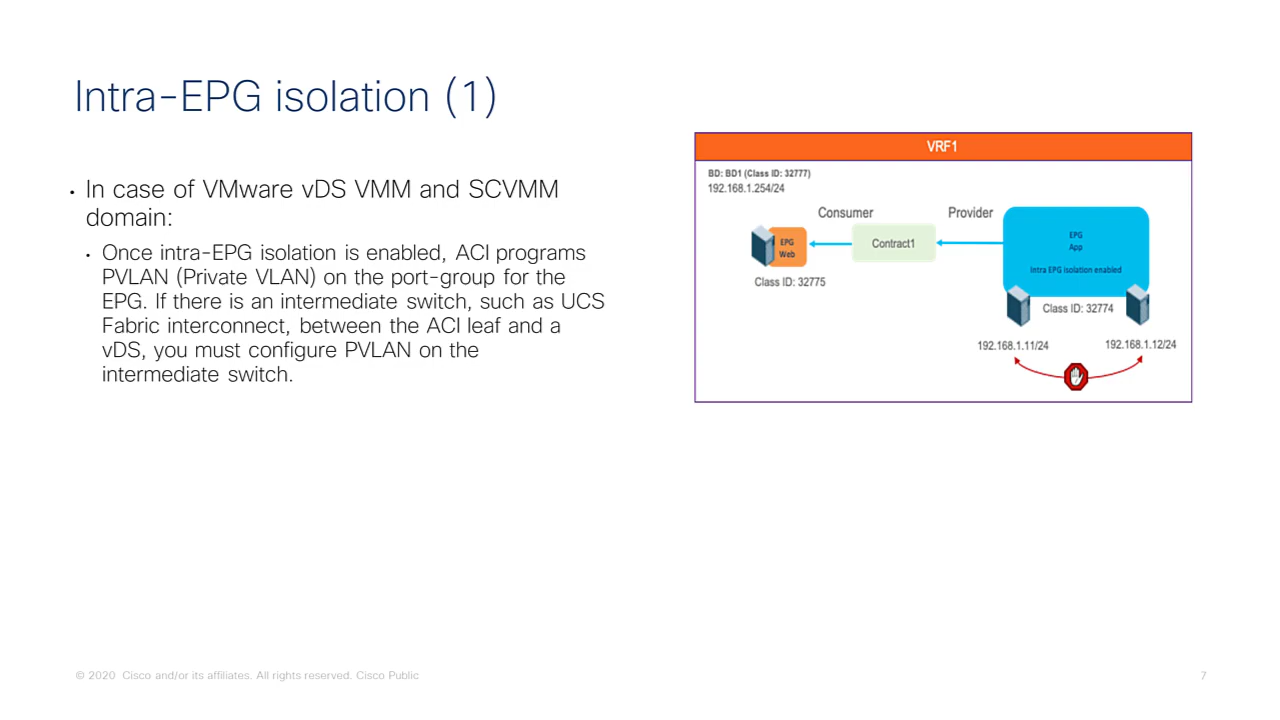 Intra-EPG isolation (1)
• In case of VMware vDS VMM and SCVMM
domain:
• Once intra-EPG isolation is enabled, ACI programs
PVLAN (Private VLAN) on the port-group for the
EPG. If there is an intermediate switch, such as UCS
Fabric interconnect, between the ACI leaf and a
vDS, you must configure PVLAN on the
intermediate switch.
VRF1
BD: BD1 (Class ID: 32777)
192.168.1.254/24
Consumer
Provider
EPG
Web
Contract1
EPG
App
Intra EPG isolation enabled
Class ID: 32775
Class ID: 32774
192.168.1.11/24
192.168.1.12/24
© 2020 Cisco and/or its affiliates. All rights reserved. Cisco Public
7